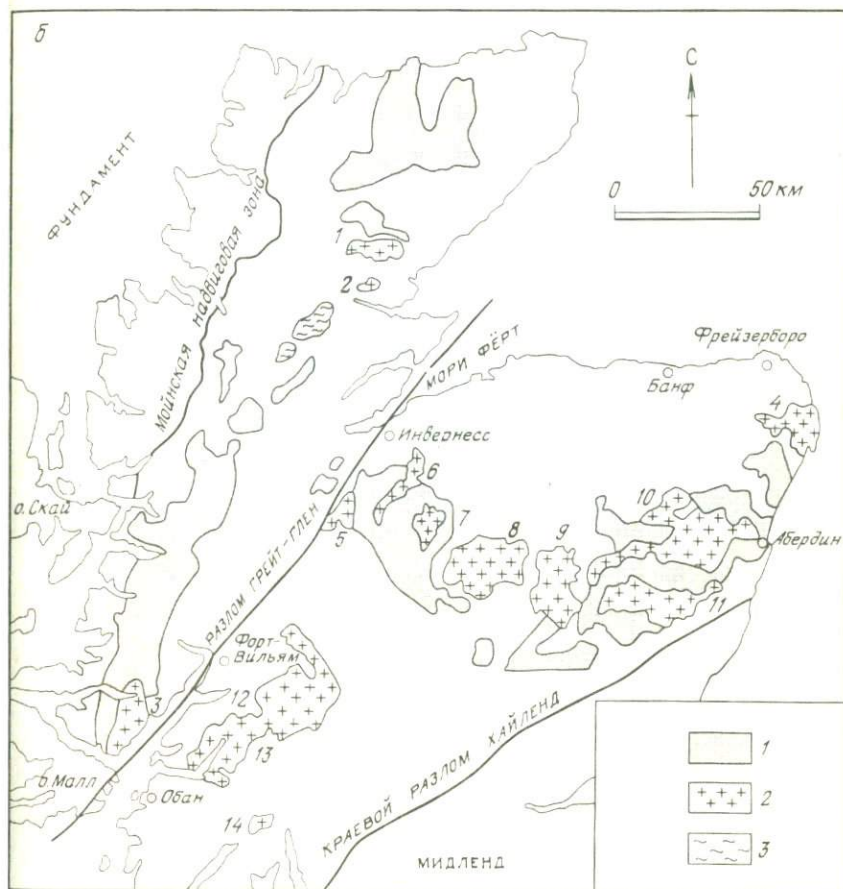 б
С
0 50 км
ФУНДАМЕНТ
Мойнская надвиговая зона
1
2
МОРИ ФЁРТ
Фрейзерборо
Банф
4
Инвернесс
6
о. Скай
10
7
8
9
5
Абердин
11
РАЗЛОМ ГРЕЙТ-ГЛЕН
Форт-
Вильям
3
12
13
КРАЕВОЙ РАЗЛОМ ХАЙЛЕНД
о. Малл
Обан
14
МИДЛЕНД
1
2
3